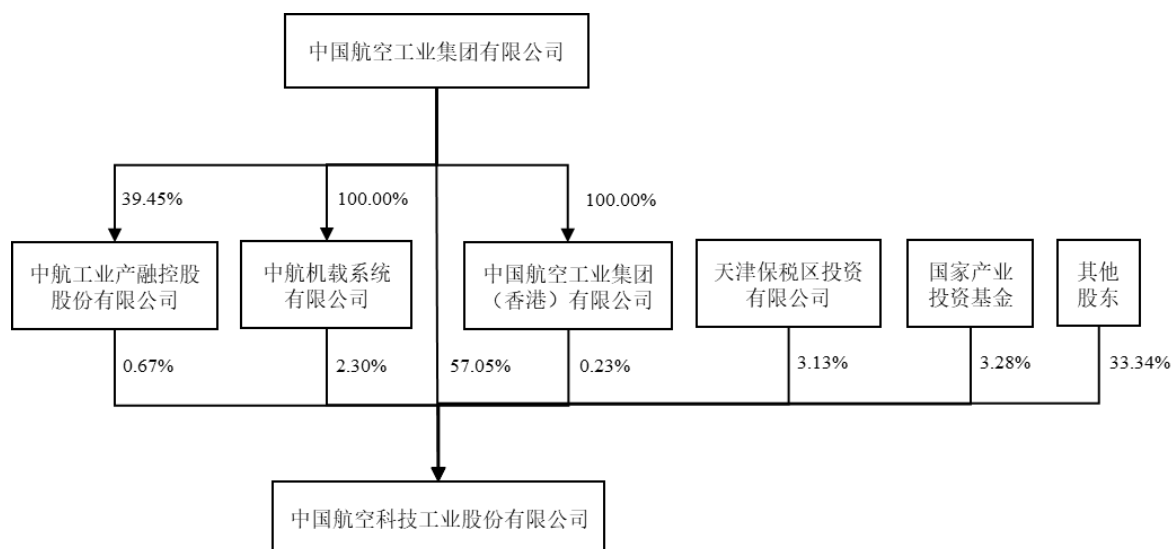 中国航空工业集团有限公司
39.45%
100.00%
100.00%
中航工业产融控股
股份有限公司
中航机载系统
有限公司
中国航空工业集团
（香港）有限公司
天津保税区投资
有限公司
国家产业
投资基金
其他
股东
0.67%
2.30%
57.05%
0.23%
3.13%
3.28%
33.34%
中国航空科技工业股份有限公司